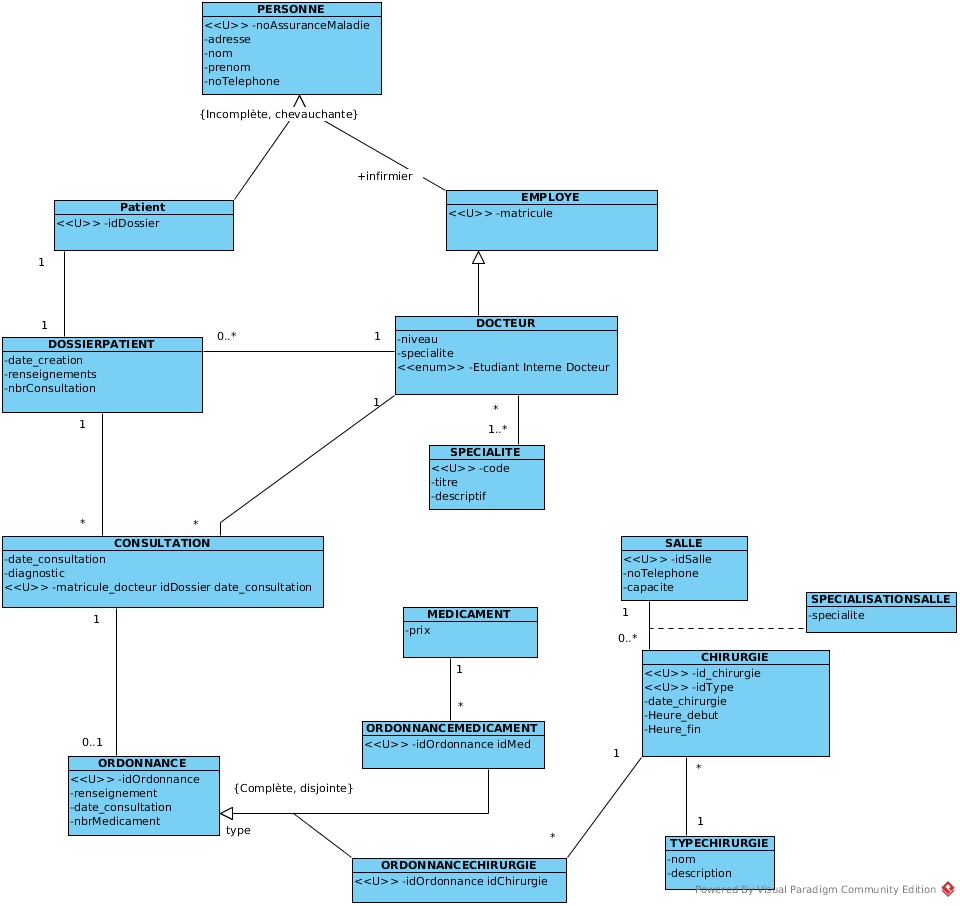 PERSONNE
<<U>> -noAssuranceMaladie
-adresse
-nom
-prenom
-noTelephone
{Incomplète, chevauchante}
+infirmier
Patient
<<U>> -idDossier
EMPLOYE
<<U>> -matricule
1
1
DOSSIERPATIENT
-date_creation
-renseignements
-nbrConsultation
0..*
1
DOCTEUR
-niveau
-specialite
<<enum>> -Etudiant Interne Docteur
1
*
1..*
SPECIALITE
<<U>> -code
-titre
-descriptif
1
*
*
CONSULTATION
-date_consultation
-diagnostic
<<U>> -matricule_docteur idDossier date_consultation
SALLE
<<U>> -idSalle
-noTelephone
-capacite
SPECIALISATIONSALLE
-specialite
1
0..*
CHIRURGIE
<<U>> -id_chirurgie
<<U>> -idType
-date_chirurgie
-Heure_debut
-Heure_fin
MEDICAMENT
-prix
1
*
ORDONNANCEMEDICAMENT
<<U>> -idOrdonnance idMed
1
0..1
ORDONNANCE
<<U>> -idOrdonnance
-renseignement
-date_consultation
-nbrMedicament
{Complète, disjointe}
type
1
*
*
1
TYPECHIRURGIE
-nom
-description
ORDONNANCECHIRURGIE
<<U>> -idOrdonnance idChirurgie
Powered By Visual Paradigm Community Edition